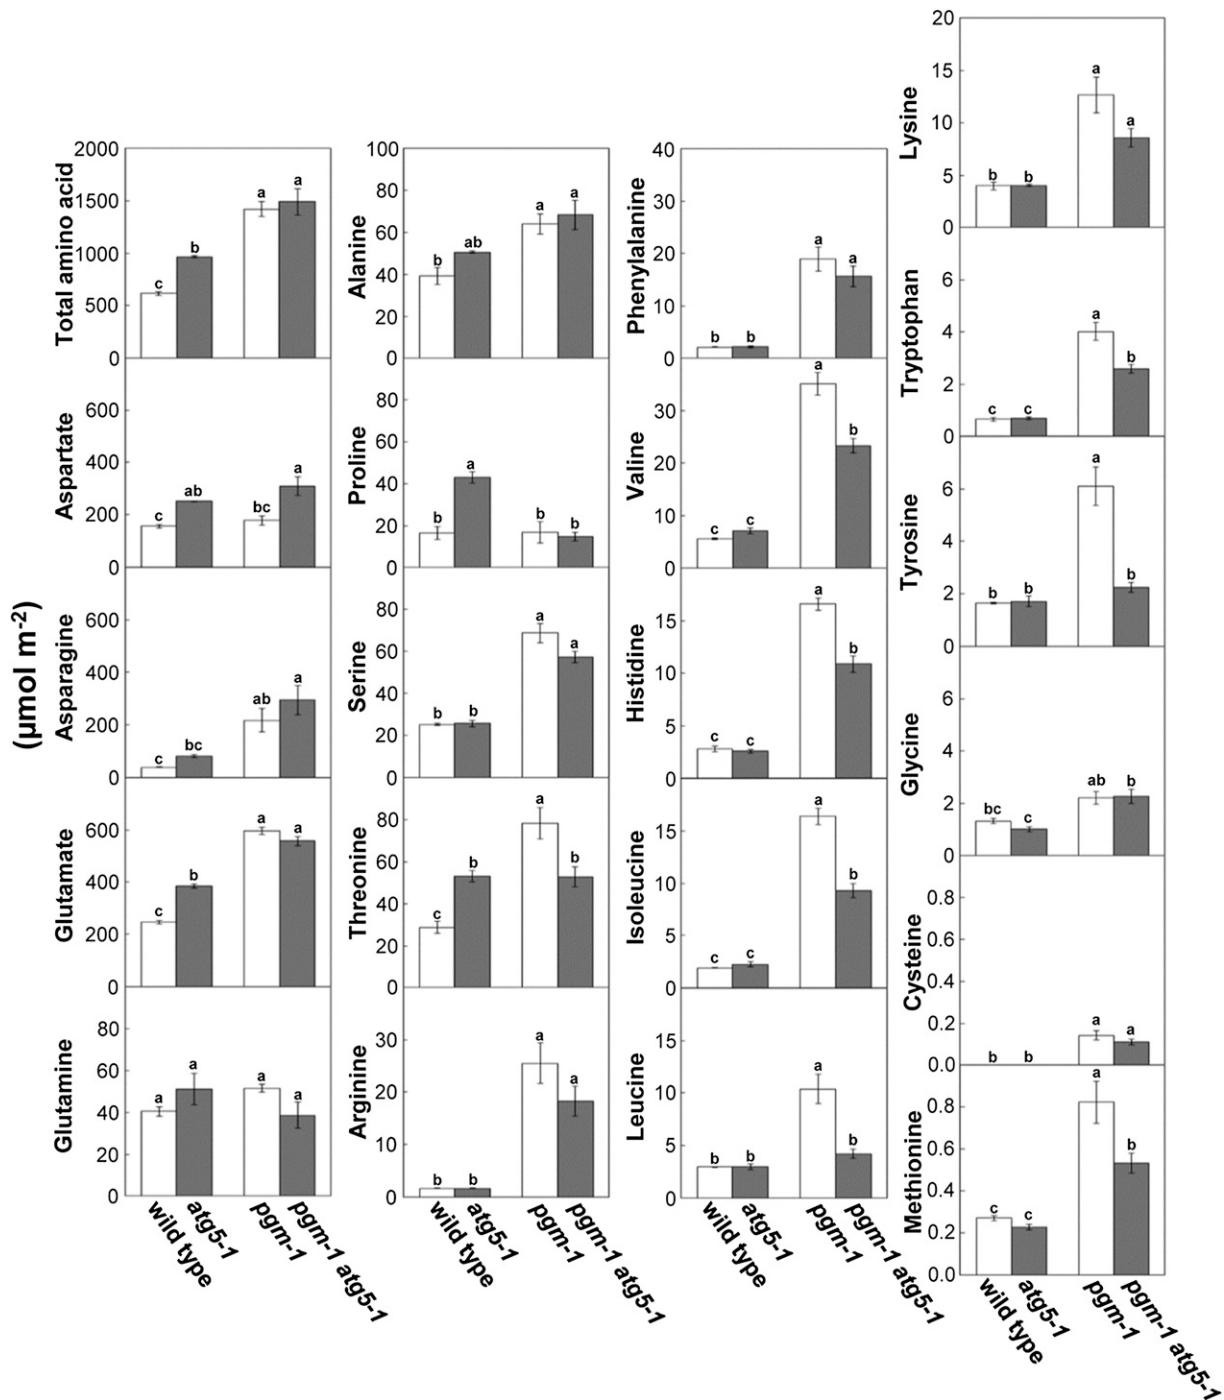 (μmol m-2)
Total amino acid
2000
1500
1000
500
0
c
b
a
a
Aspartate
600
400
200
0
c
ab
bc
a
Asparagine
600
400
200
0
c
bc
ab
a
Glutamate
600
400
200
0
c
b
a
a
Glutamine
80
60
40
20
0
a
a
a
a
wild type
atg5-1
pgm-1
pgm-1 atg5-1
Alanine
100
80
60
40
20
0
b
ab
a
a
Proline
80
60
40
20
0
b
a
b
b
Serine
80
60
40
20
0
b
b
a
a
Threonine
80
60
40
20
0
c
b
a
b
Arginine
30
20
10
0
b
b
a
a
wild type
atg5-1
pgm-1
pgm-1 atg5-1
Phenylalanine
40
30
20
10
0
b
b
a
a
Valine
30
20
10
0
c
c
a
b
Histidine
15
10
5
0
c
c
a
b
Isoleucine
15
10
5
0
c
c
a
b
Leucine
15
10
5
0
b
b
a
b
wild type
atg5-1
pgm-1
pgm-1 atg5-1
Lysine
20
15
10
5
0
b
b
a
a
Tryptophan
6
4
2
0
c
c
a
b
Tyrosine
6
4
2
0
b
b
a
b
Glycine
6
4
2
0
bc
c
ab
b
Cysteine
0.8
0.6
0.4
0.2
0.0
b
b
a
a
Methionine
0.8
0.6
0.4
0.2
0.0
c
c
a
b
wild type
atg5-1
pgm-1
pgm-1 atg5-1